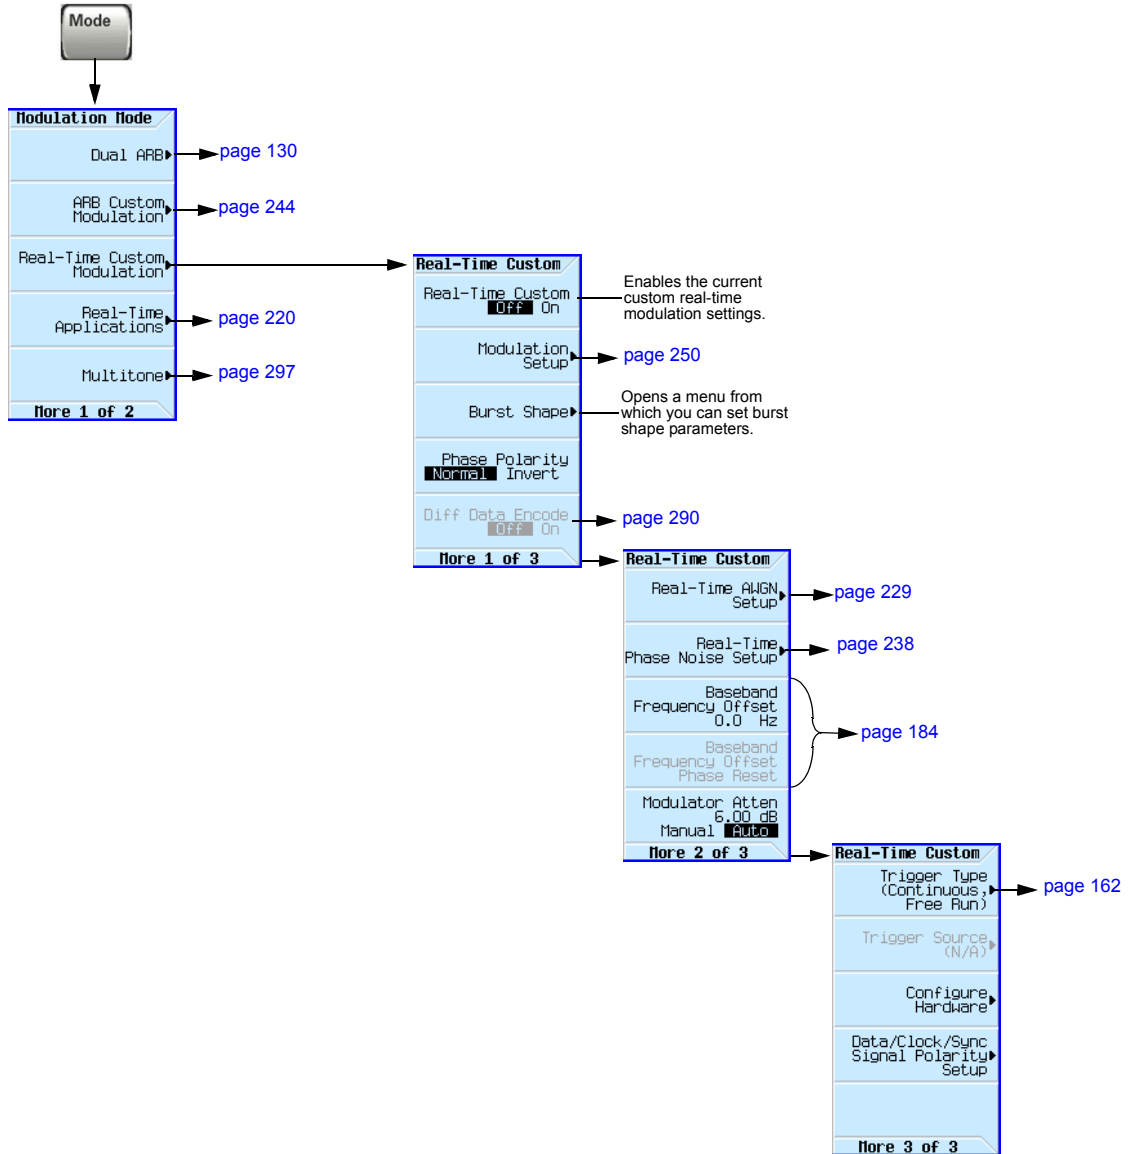 Mode
Modulation Mode
Dual ARB
page 130
ARB Custom
Modulation
page 244
Real-Time Custom
Modulation
Real-Time
Applications
page 220
Multitone
page 297
More 1 of 2
Real-Time Custom
Real-Time Custom
Off On
Enables the current
custom real-time
modulation settings.
Modulation
Setup
page 250
Burst Shape
Opens a menu from
which you can set burst
shape parameters.
Phase Polarity
Normal Invert
Diff Data Encode
Off On
page 290
More 1 of 3
Real-Time Custom
Real-Time AWGN
Setup
page 229
Real-Time
Phase Noise Setup
page 238
Baseband
Frequency Offset
0.0 Hz
Baseband
Frequency Offset
Phase Reset
page 184
Modulator Atten
6.00 dB
Manual Auto
More 2 of 3
Real-Time Custom
Trigger Type
(Continuous,
Free Run)
page 162
Trigger Source
(N/A)
Configure
Hardware
Data/Clock/Sync
Signal Polarity
Setup
More 3 of 3